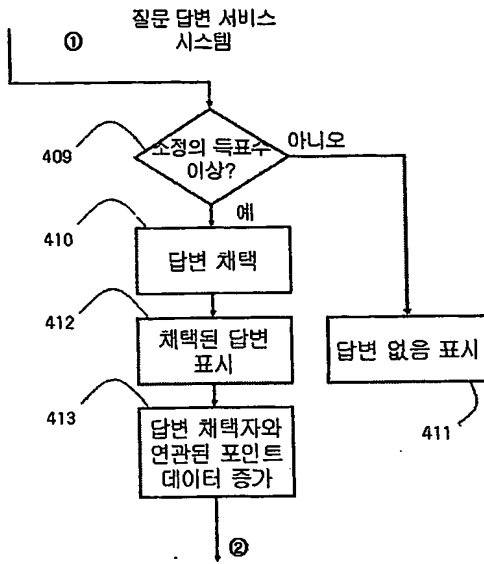 질문 답변 서비스
시스템
①
소정의 득표수
이상?
409
아니오
예
410
답변 채택
412
채택된 답변
표시
답변 없음 표시
411
413
답변 채택자와
연관된 포인트
데이터 증가
②